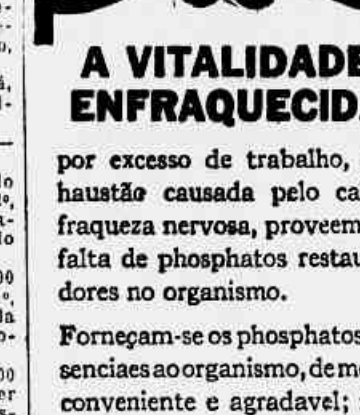 A VITALIDADE
ENFRAQUECID
por excesso de trabalho,
haustão causada pelo ca
fraqueza nervosa, proveem
falta de phosphatos restau
dores no organismo.
Forneçam-se os phosphatos
senciaes ao organismo, de m
conveniente e agradavel;